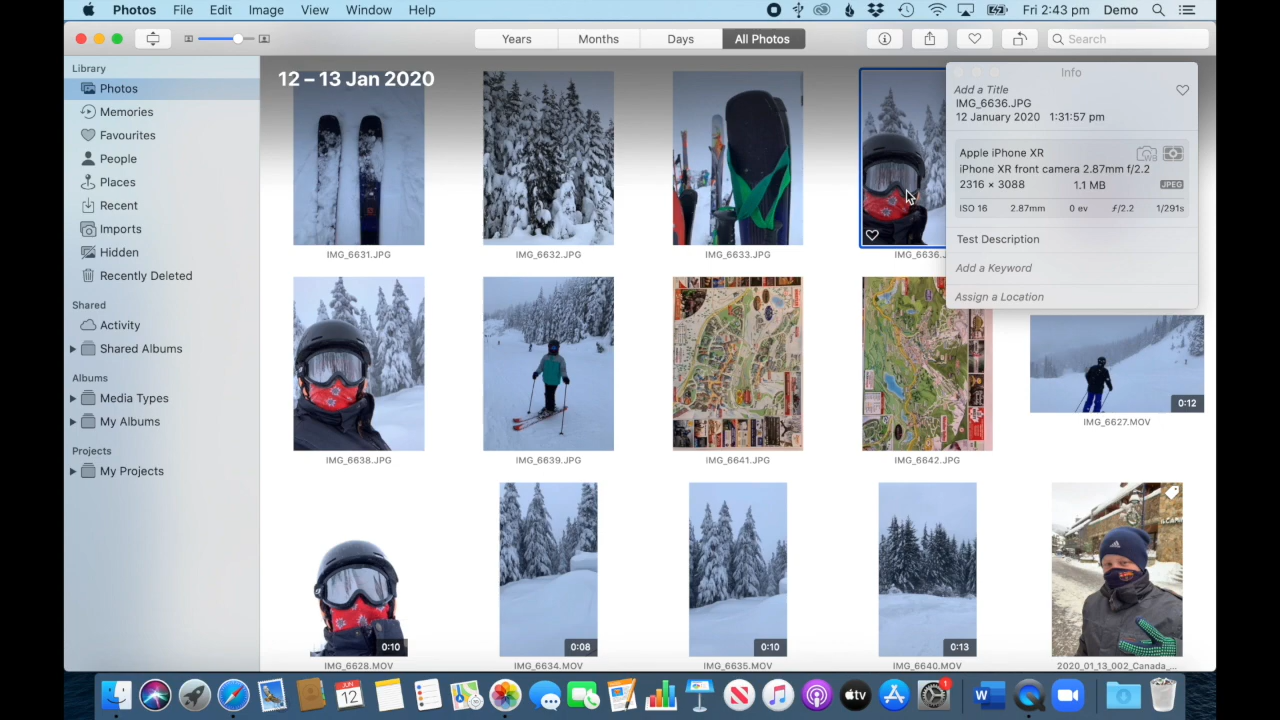 Photos File Edit Image View Window Help Fri 2:43 pm Demo
Years Months Days All Photos Search
Library
Photos
Memories
Favourites
People
Places
Recent
Imports
Hidden
Recently Deleted
Shared
Activity
Shared Albums
Albums
Media Types
My Albums
Projects
My Projects
12 – 13 Jan 2020
IMG_6631.JPG
IMG_6632.JPG
IMG_6633.JPG
IMG_6636.J
Info
Add a Title
IMG_6636.JPG
12 January 2020 1:31:57 pm
Apple iPhone XR
iPhone XR front camera 2.87mm f/2.2
2316 × 3088 1.1 MB JPEG
ISO 16 2.87mm 0 ev ƒ/2.2 1/291s
Test Description
Add a Keyword
Assign a Location
IMG_6638.JPG
IMG_6639.JPG
IMG_6641.JPG
IMG_6642.JPG
0:12
IMG_6627.MOV
0:10
0:08
0:10
0:13
IMG_6628.MOV
IMG_6634.MOV
IMG_6635.MOV
IMG_6640.MOV
2020_01_13_002_Canada_...
JUN
12
tv
1
W